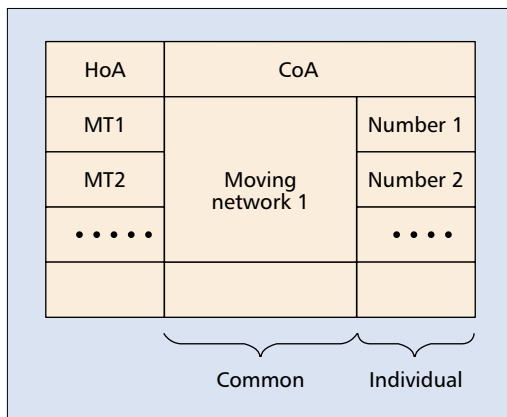 HoA CoA
MT1 Number 1
MT2 Moving network 1 Number 2
••••• ••••
Common Individual